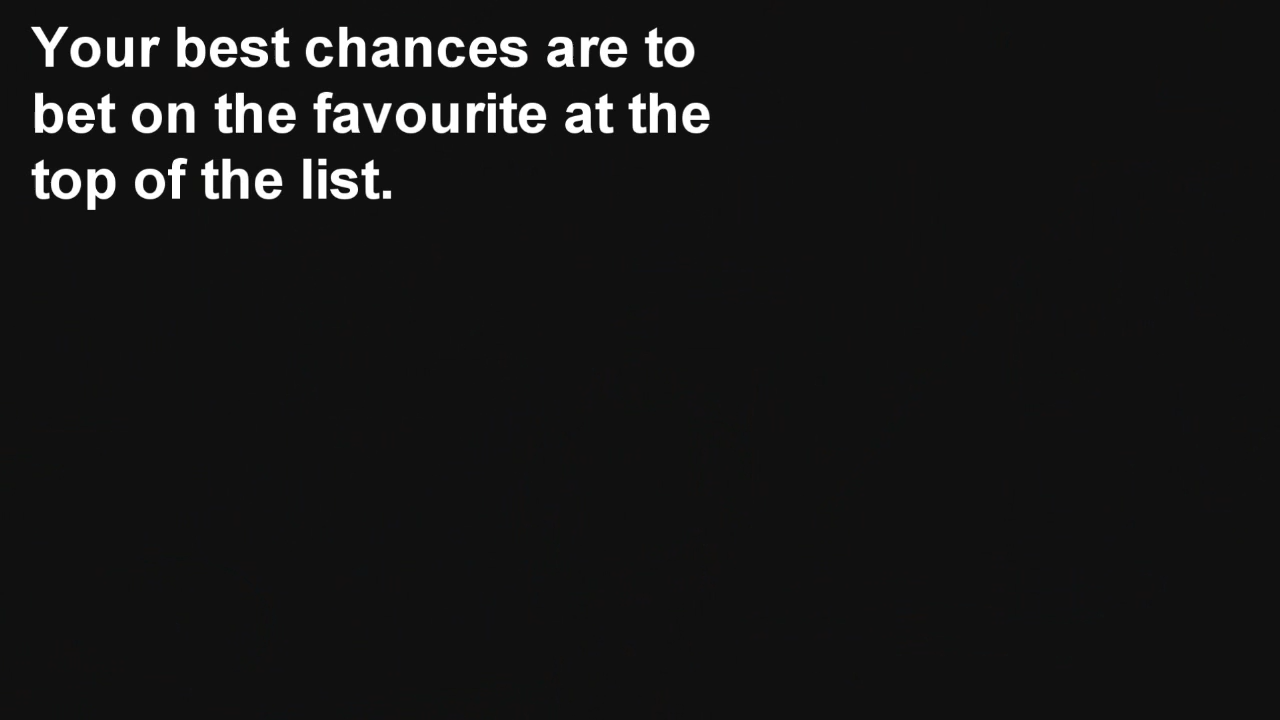 Your best chances are to
bet on the favourite at the
top of the list.